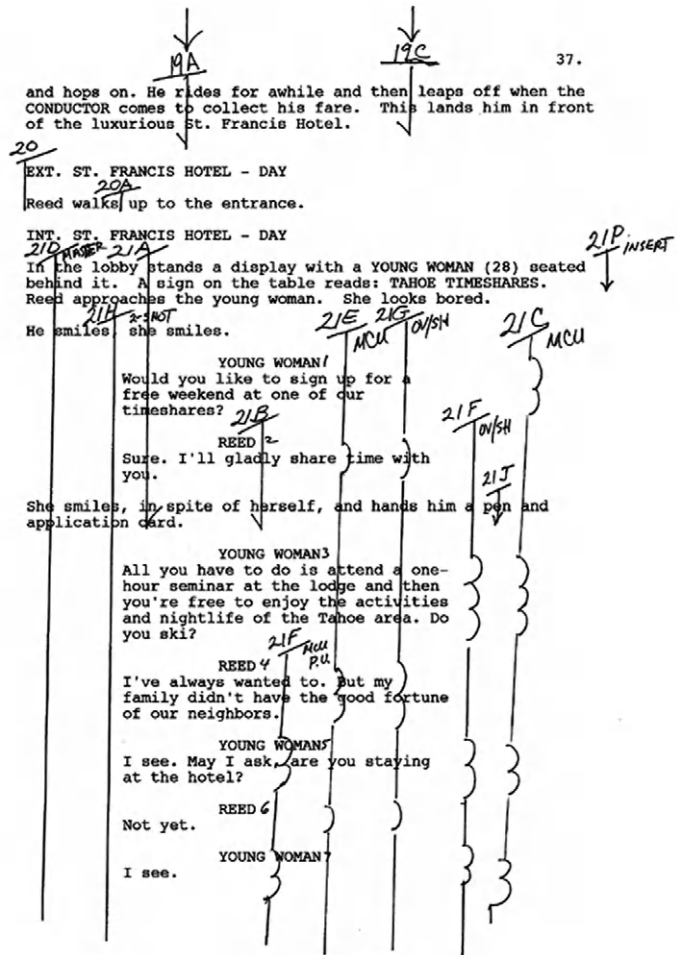 19A 19C 37.
and hops on. He rides for awhile and then leaps off when the
CONDUCTOR comes to collect his fare. This lands him in front
of the luxurious St. Francis Hotel.
20
EXT. ST. FRANCIS HOTEL - DAY
20A
Reed walks up to the entrance.
INT. ST. FRANCIS HOTEL - DAY
21D MASTER 21A 21P INSERT
In the lobby stands a display with a YOUNG WOMAN (28) seated
behind it. A sign on the table reads: TAHOE TIMESHARES.
Reed approaches the young woman. She looks bored.
21H 2-SHOT 21E MCU 21G OV/SH 21C MCU
He smiles, she smiles.
YOUNG WOMAN 1
Would you like to sign up for a
free weekend at one of our
timeshares?
21B 21F OV/SH
REED 2
Sure. I'll gladly share time with
you.
21J
She smiles, in spite of herself, and hands him a pen and
application card.
YOUNG WOMAN 3
All you have to do is attend a one-
hour seminar at the lodge and then
you're free to enjoy the activities
and nightlife of the Tahoe area. Do
you ski?
21F MCU P.U.
REED 4
I've always wanted to. But my
family didn't have the good fortune
of our neighbors.
YOUNG WOMAN 5
I see. May I ask, are you staying
at the hotel?
REED 6
Not yet.
YOUNG WOMAN 7
I see.